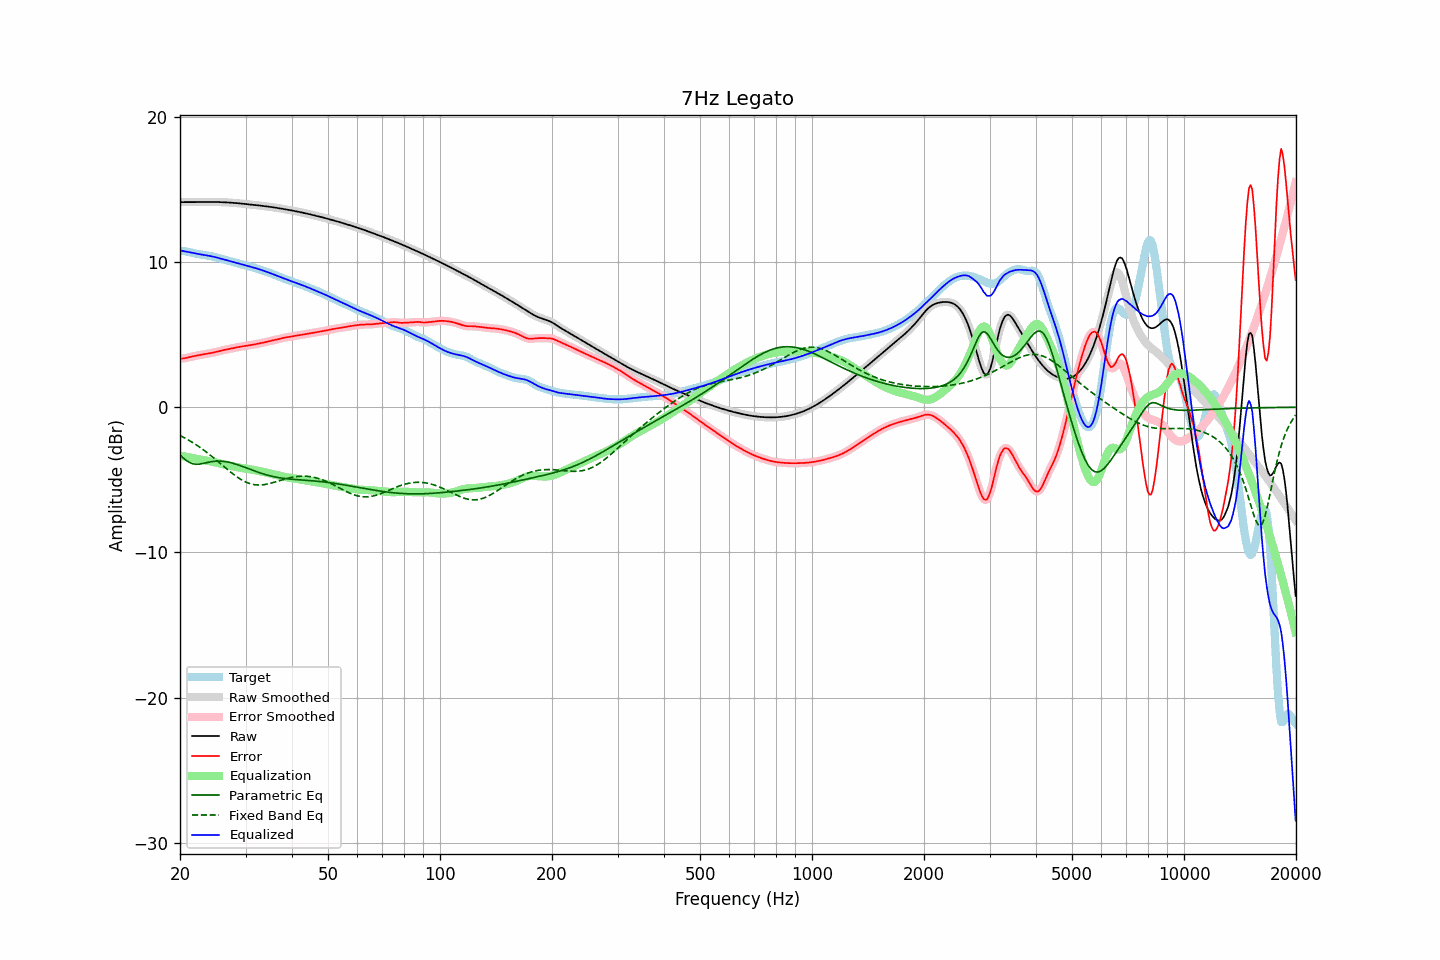 7Hz Legato
Amplitude (dBr)
20
10
0
−10
−20
−30
Target
Raw Smoothed
Error Smoothed
Raw
Error
Equalization
Parametric Eq
Fixed Band Eq
Equalized
20 50 100 200 500 1000 2000 5000 10000 20000
Frequency (Hz)